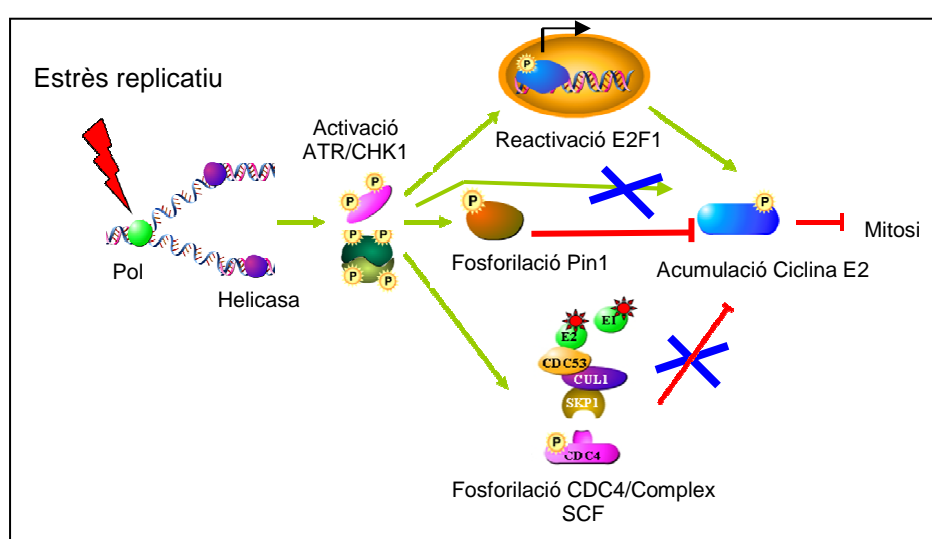 Estrès replicatiu
Pol
Helicasa
Activació
ATR/CHK1
P
P
P
P
P
P
P
Reactivació E2F1
P
Fosforilació Pin1
P
Acumulació Ciclina E2
Mitosi
E2
E1
CDC53
CUL1
SKP1
P
CDC4
Fosforilació CDC4/Complex
SCF